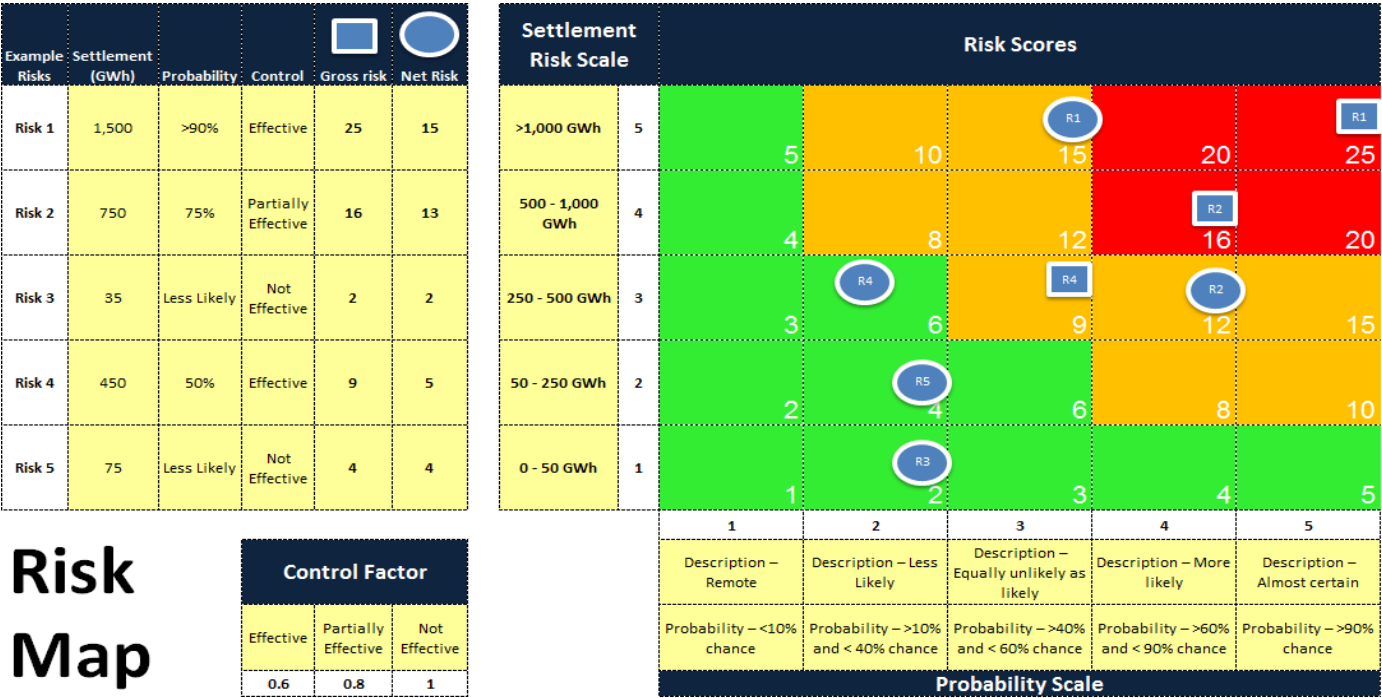 Example Risks Settlement (GWh) Probability Control Gross risk Net Risk
Risk 1 1,500 >90% Effective 25 15
Risk 2 750 75% Partially Effective 16 13
Risk 3 35 Less Likely Not Effective 2 2
Risk 4 450 50% Effective 9 5
Risk 5 75 Less Likely Not Effective 4 4
Settlement Risk Scale Risk Scores
>1,000 GWh 5 R1 R1
5 10 15 20 25
500 - 1,000 GWh 4 R2
4 8 12 16 20
250 - 500 GWh 3 R4 R4 R2
3 6 9 12 15
50 - 250 GWh 2 R5
2 4 6 8 10
0 - 50 GWh 1 R3
1 2 3 4 5
1 2 3 4 5
Description – Remote
Description – Less Likely
Description – Equally unlikely as likely
Description – More likely
Description – Almost certain
Probability – <10% chance
Probability – >10% and < 40% chance
Probability – >40% and < 60% chance
Probability – >60% and < 90% chance
Probability – >90% chance
Probability Scale
Risk
Map
Control Factor
Effective Partially Effective Not Effective
0.6 0.8 1